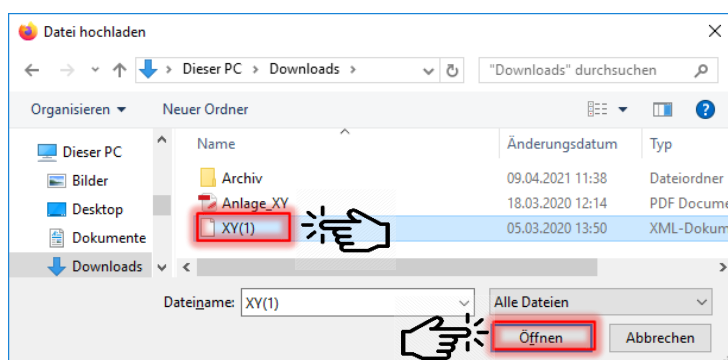 Datei hochladen
Dieser PC > Downloads >
"Downloads" durchsuchen
Organisieren
Neuer Ordner
Name Änderungsdatum Typ
Dieser PC
Bilder
Desktop
Dokumente
Downloads
Archiv 09.04.2021 11:38 Dateiordner
Anlage_XY 18.03.2020 12:14 PDF Docume
XY(1) 05.03.2020 13:50 XML-Dokum
Dateiname: XY(1) Alle Dateien
Öffnen Abbrechen